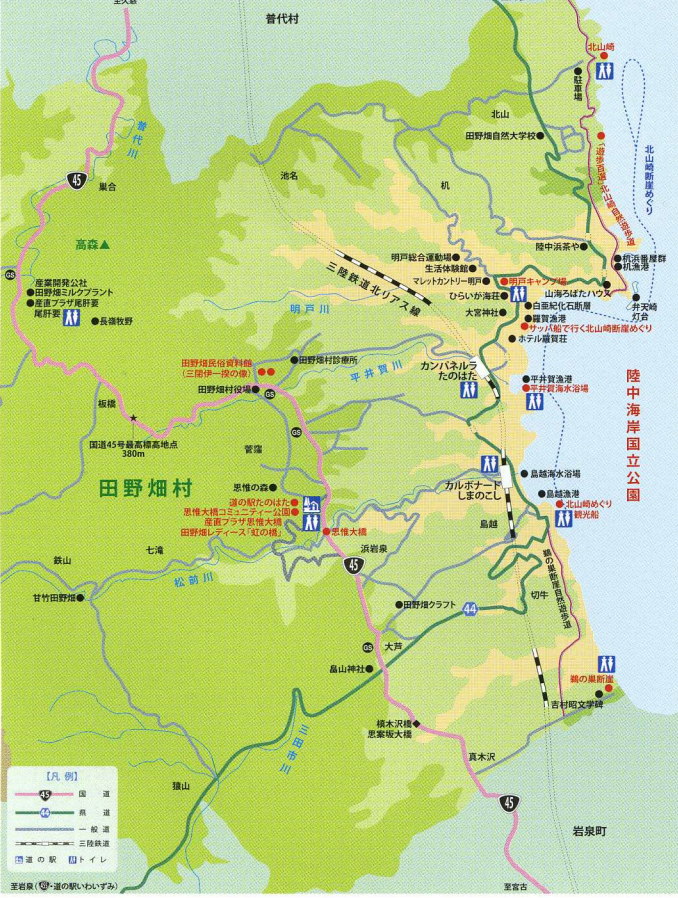 至久慈
普代村
北山崎
駐車場
北山
普代川
田野畑自然大学校
北山崎断崖めぐり
「遊歩百選」北山崎自然遊歩道
45
巣合
池名
机
高森▲
陸中浜茶や
明戸総合運動場
机浜番屋群
生活体験館
机漁港
GS
三陸鉄道北リアス線
マレットカントリー明戸
明戸キャンプ場
産業開発公社
田野畑ミルクプラント
産直プラザ尾肝要
尾肝要
長嶺牧野
ひらいが海荘
山海ろばたハウス
弁天崎
灯台
明戸川
白亜紀化石断層
大宮神社
羅賀漁港
サッパ船で行く北山崎断崖めぐり
ホテル羅賀荘
田野畑民俗資料館
(三閉伊一揆の像)
田野畑村診療所
平井賀川
カンパネルラ
たのはた
田野畑村役場
GS
平井賀漁港
平井賀海水浴場
陸中海岸国立公園
板橋
国道45号最高標高地点
380m
GS
菅窪
田野畑村
思惟の森
カルボナード
しまのこし
島越海水浴場
島越漁港
北山崎めぐり
観光船
道の駅たのはた
思惟大橋コミュニティー公園
産直プラザ思惟大橋
田野畑レディース「虹の橋」
思惟大橋
島越
浜岩泉
七滝
鉄山
松前川
45
鵜の巣断崖自然遊歩道
甘竹田野畑
田野畑クラフト
44
切牛
GS
大芦
畠山神社
鵜の巣断崖
吉村昭文学碑
槙木沢橋
思案坂大橋
三田市川
真木沢
猿山
【凡例】
45 国道
44 県道
一般道
三陸鉄道
道の駅 トイレ
45
岩泉町
至岩泉(・道の駅いわいずみ)
至宮古